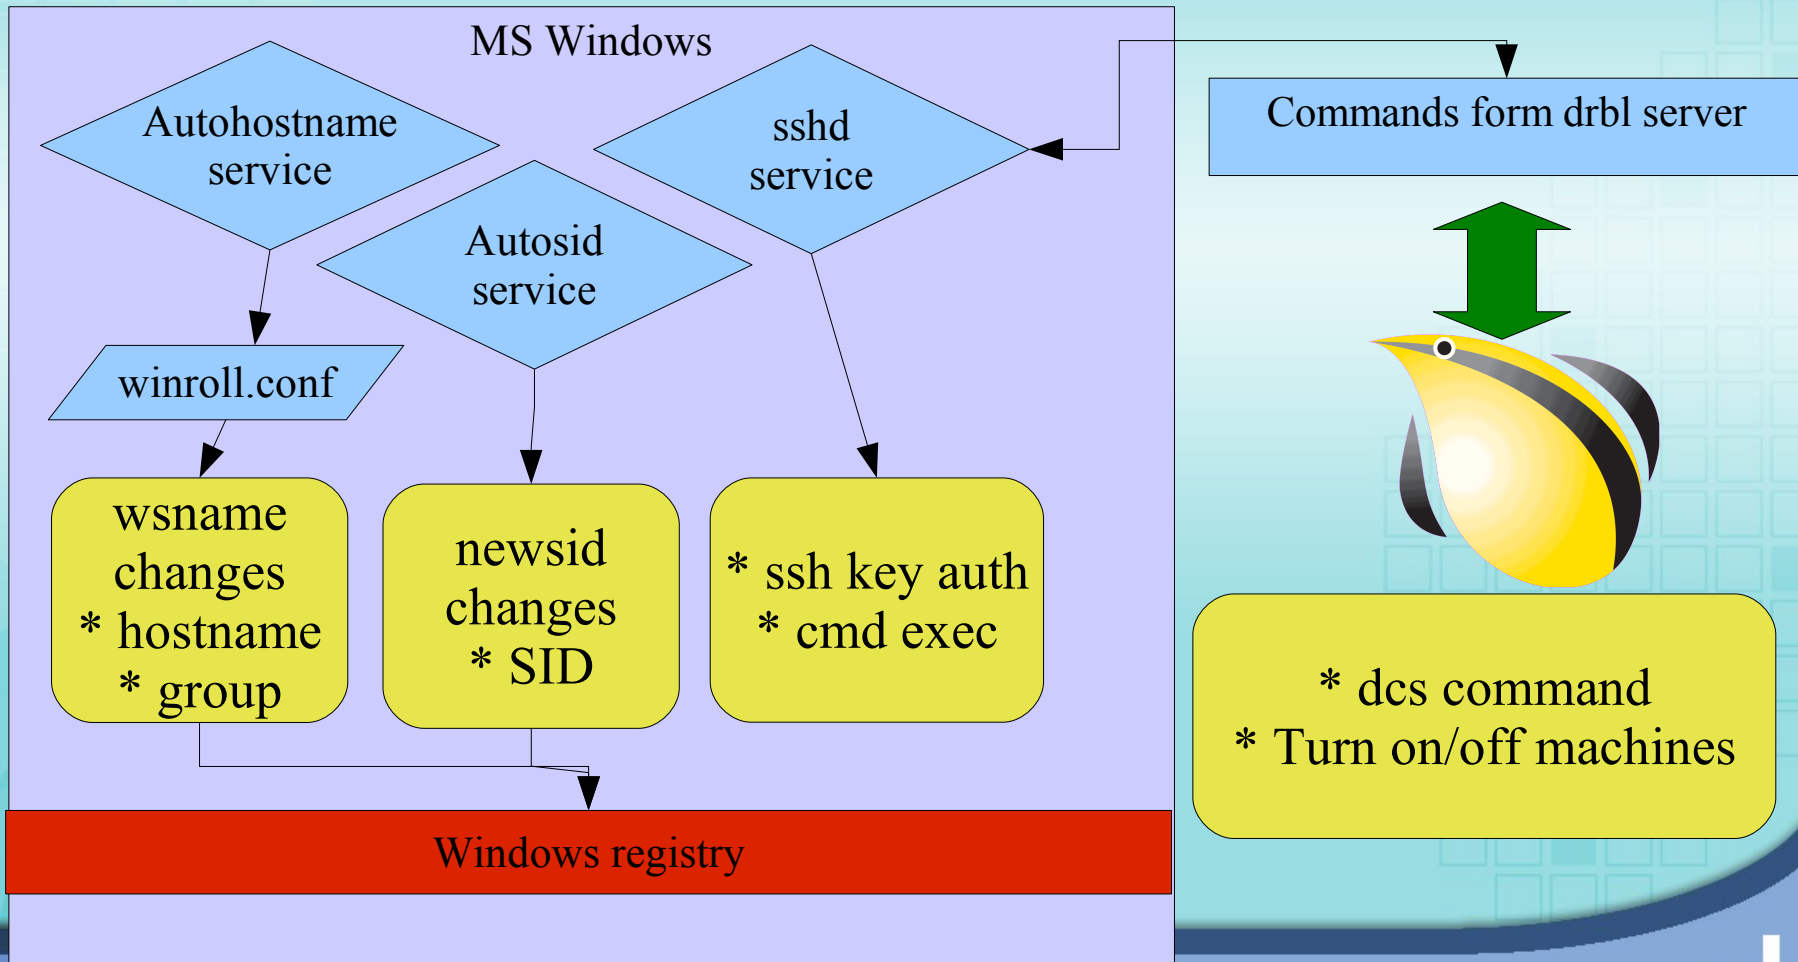 MS Windows
Autohostname
service
sshd
service
Commands form drbl server
Autosid
service
winroll.conf
wsname
changes
* hostname
* group
newsid
changes
* SID
* ssh key auth
* cmd exec
* dcs command
* Turn on/off machines
Windows registry